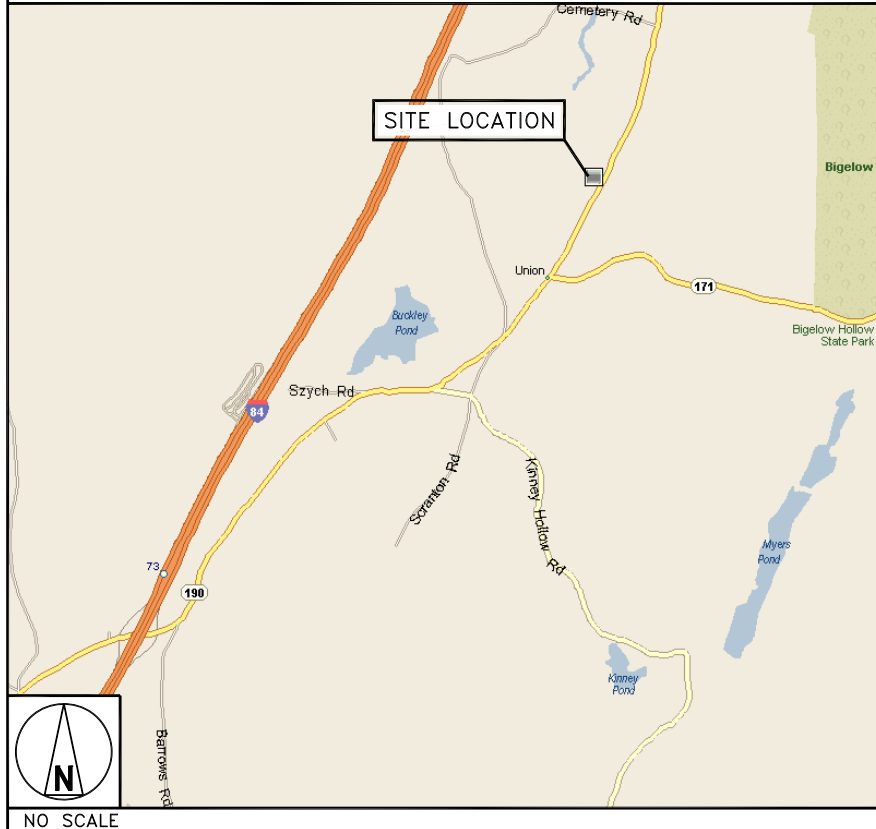 Cemetery Rd
SITE LOCATION
Bigelow
Union
171
Buckley
Pond
Bigelow Hollow
State Park
Szych Rd
84
Scranton Rd
Kinney Hollow Rd
Myers
Pond
73
190
Kinney
Pond
Barrows Rd
N
NO SCALE